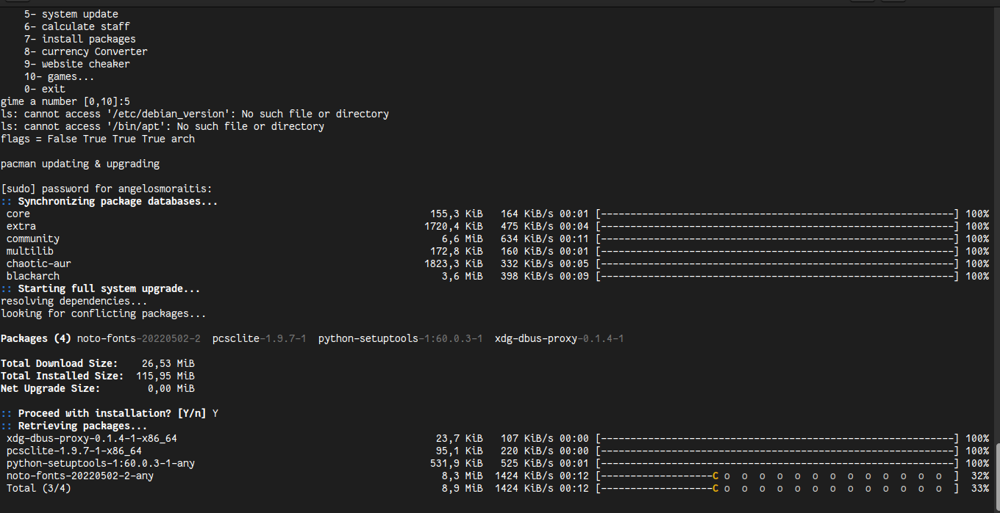 5- system update
6- calculate staff
7- install packages
8- currency Converter
9- website cheaker
10- games...
0- exit
gime a number [0,10]:5
ls: cannot access '/etc/debian_version': No such file or directory
ls: cannot access '/bin/apt': No such file or directory
flags = False True True True arch
pacman updating & upgrading
[sudo] password for angelosmoraitis:
:: Synchronizing package databases...
core 155,3 KiB 164 KiB/s 00:01 [------------------------------------------------------------] 100%
extra 1720,4 KiB 475 KiB/s 00:04 [------------------------------------------------------------] 100%
community 6,6 MiB 634 KiB/s 00:11 [------------------------------------------------------------] 100%
multilib 172,8 KiB 160 KiB/s 00:01 [------------------------------------------------------------] 100%
chaotic-aur 1823,3 KiB 332 KiB/s 00:05 [------------------------------------------------------------] 100%
blackarch 3,6 MiB 398 KiB/s 00:09 [------------------------------------------------------------] 100%
:: Starting full system upgrade...
resolving dependencies...
looking for conflicting packages...
Packages (4) noto-fonts-20220502-2 pcsclite-1.9.7-1 python-setuptools-1:60.0.3-1 xdg-dbus-proxy-0.1.4-1
Total Download Size: 26,53 MiB
Total Installed Size: 115,95 MiB
Net Upgrade Size: 0,00 MiB
:: Proceed with installation? [Y/n] Y
:: Retrieving packages...
xdg-dbus-proxy-0.1.4-1-x86_64 23,7 KiB 107 KiB/s 00:00 [------------------------------------------------------------] 100%
pcsclite-1.9.7-1-x86_64 95,1 KiB 220 KiB/s 00:00 [------------------------------------------------------------] 100%
python-setuptools-1:60.0.3-1-any 531,9 KiB 525 KiB/s 00:01 [------------------------------------------------------------] 100%
noto-fonts-20220502-2-any 8,3 MiB 1424 KiB/s 00:12 [-------------------C o o o o o o o o o o o o o ] 32%
Total (3/4) 8,9 MiB 1424 KiB/s 00:12 [-------------------C o o o o o o o o o o o o o ] 33%